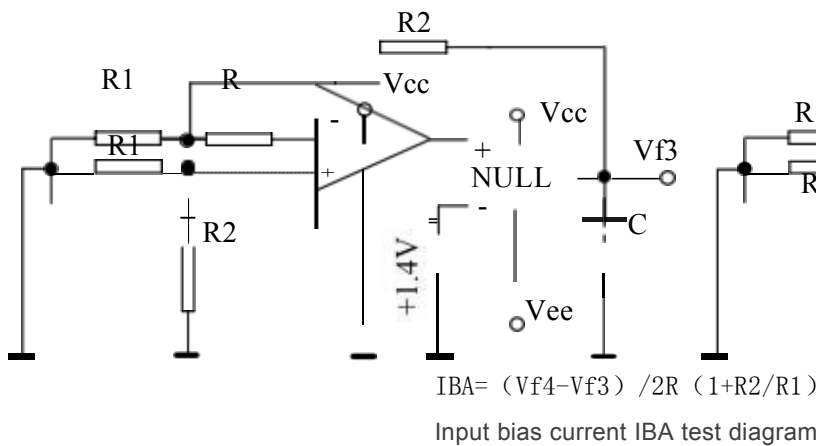 R2
R1
R
Vcc
Vcc
R
-
R1
+
Vf3
R
+
NULL
-
R2
=
C
+1.4V
Vee
IBA= (Vf4-Vf3) /2R (1+R2/R1)
Input bias current IBA test diagram